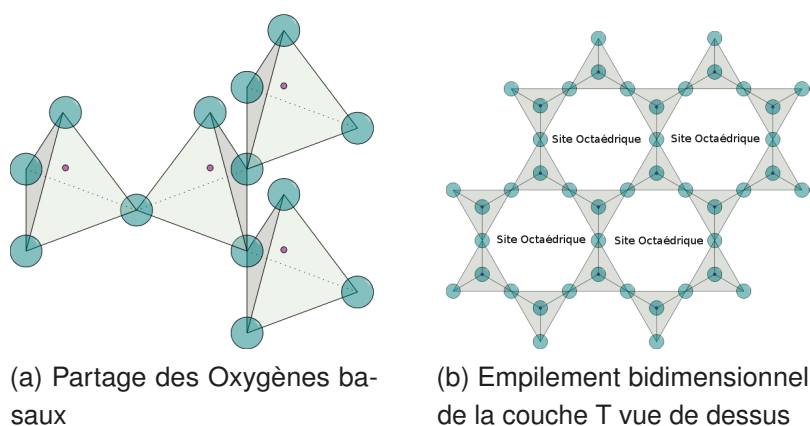 Site Octaédrique
Site Octaédrique
Site Octaédrique
Site Octaédrique
(a) Partage des Oxygènes ba-
saux
(b) Empilement bidimensionnel
de la couche T vue de dessus